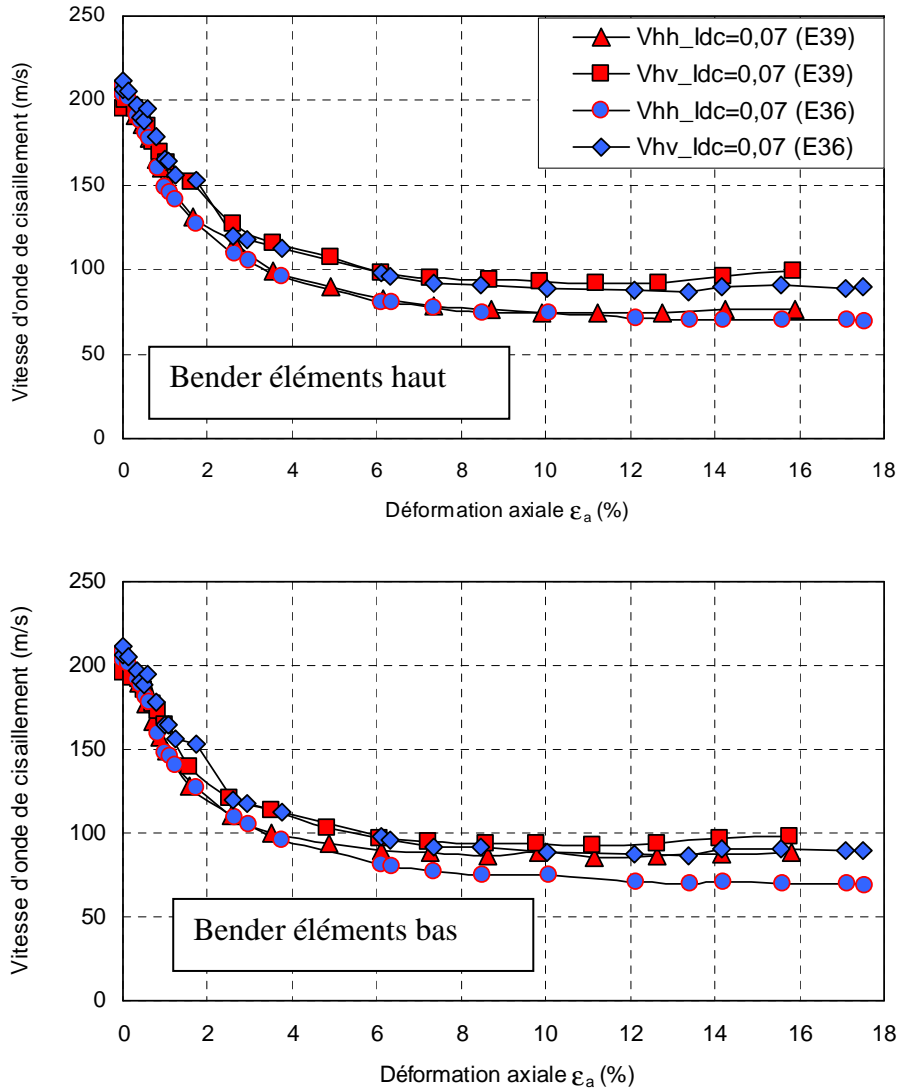 250
200
150
100
50
0
Vitesse d'onde de cisaillement (m/s)
Vhh_Idc=0,07 (E39)
Vhv_Idc=0,07 (E39)
Vhh_Idc=0,07 (E36)
Vhv_Idc=0,07 (E36)
Bender éléments haut
0 2 4 6 8 10 12 14 16 18
Déformation axiale εa (%)
250
200
150
100
50
0
Vitesse d'onde de cisaillement (m/s)
Bender éléments bas
0 2 4 6 8 10 12 14 16 18
Déformation axiale εa (%)